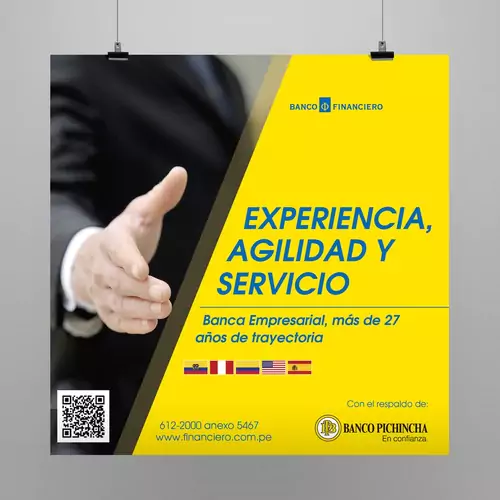 BANCO FINANCIERO
EXPERIENCIA,
AGILIDAD Y
SERVICIO
Banca Empresarial, más de 27
años de trayectoria
Con el respaldo de:
612-2000 anexo 5467
www.financiero.com.pe
BANCO PICHINCHA
En confianza.